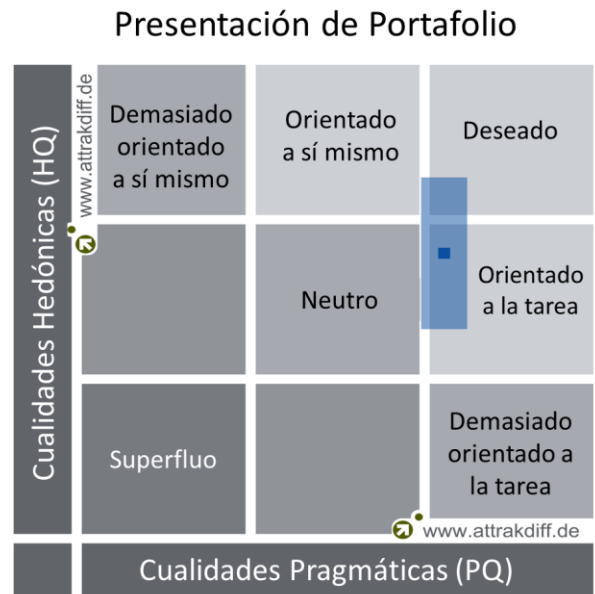 Presentación de Portafolio
Cualidades Hedónicas (HQ)
www.attrakdiff.de
Demasiado
orientado
a sí mismo
Orientado
a sí mismo
Deseado
Neutro
Orientado
a la tarea
Superfluo
Demasiado
orientado a
la tarea
www.attrakdiff.de
Cualidades Pragmáticas (PQ)